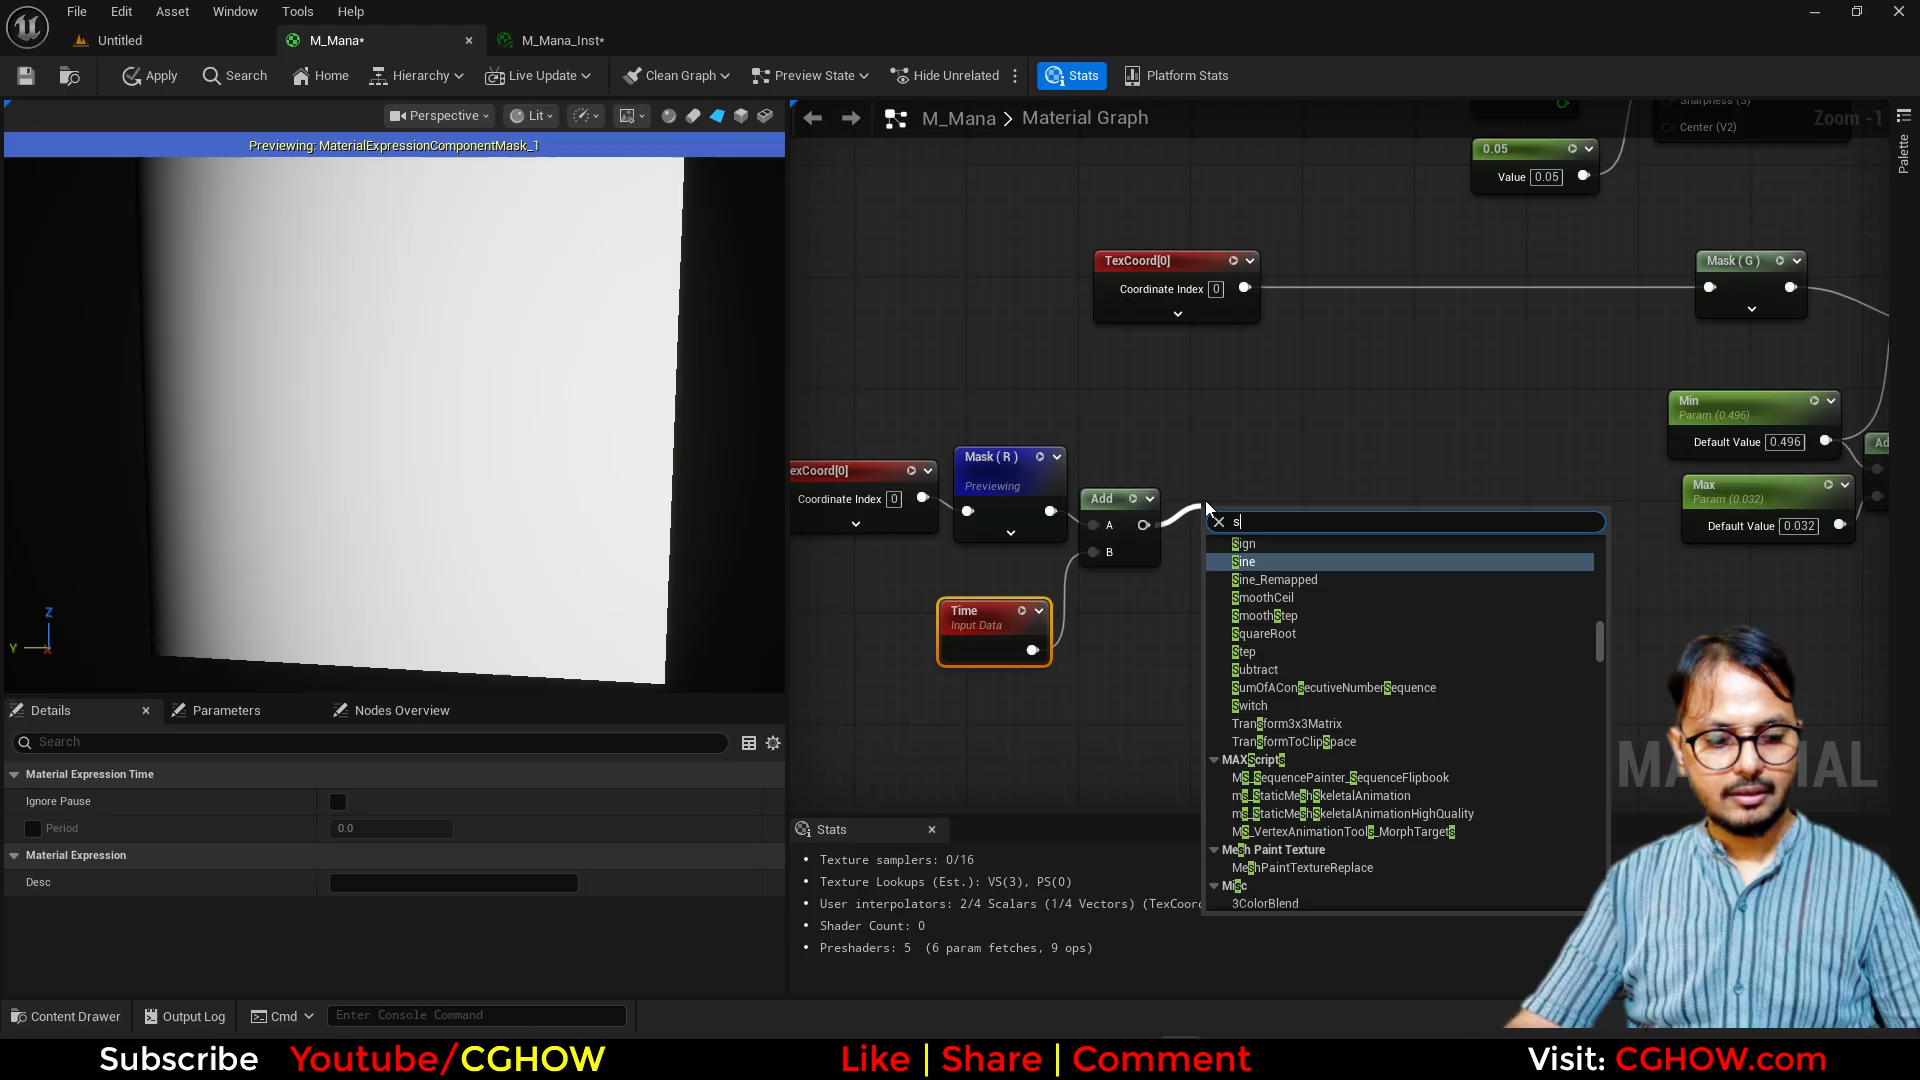 File Edit Asset Window Tools Help
Untitled
M_Mana*
M_Mana_Inst*
Apply Search Home Hierarchy Live Update Clean Graph Preview State Hide Unrelated Stats Platform Stats
Perspective Lit
Previewing: MaterialExpressionComponentMask_1
M_Mana > Material Graph
Zoom -1
Palette
Sharpness (S)
Center (V2)
0.05
Value 0.05
TexCoord[0]
Coordinate Index 0
Mask ( G )
Min
Param (0.496)
Default Value 0.496
Max
Param (0.032)
Default Value 0.032
Ad
exCoord[0]
Coordinate Index 0
Mask ( R )
Previewing
Add
A
B
Time
Input Data
s
Sign
Sine
Sine_Remapped
SmoothCeil
SmoothStep
SquareRoot
Step
Subtract
SumOfAConsecutiveNumberSequence
Switch
Transform3x3Matrix
TransformToClipSpace
MAXScripts
MS_SequencePainter_SequenceFlipbook
ms_StaticMeshSkeletalAnimation
ms_StaticMeshSkeletalAnimationHighQuality
MS_VertexAnimationTools_MorphTargets
Mesh Paint Texture
MeshPaintTextureReplace
Misc
3ColorBlend
Z
Y
X
Details
Parameters
Nodes Overview
Search
Material Expression Time
Ignore Pause
Period 0.0
Material Expression
Desc
Stats
Texture samplers: 0/16
Texture Lookups (Est.): VS(3), PS(0)
User interpolators: 2/4 Scalars (1/4 Vectors) (TexCoor
Shader Count: 0
Preshaders: 5 (6 param fetches, 9 ops)
Content Drawer Output Log Cmd Enter Console Command
Subscribe Youtube/CGHOW Like | Share | Comment Visit: CGHOW.com